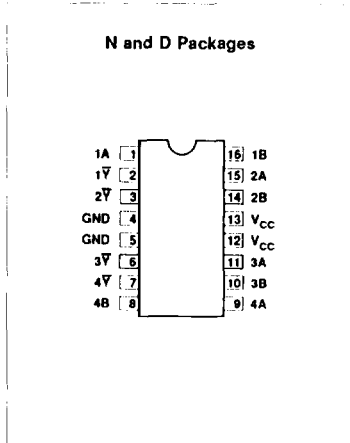 N and D Packages
1A 1 16 1B
1Y̅ 2 15 2A
2Y̅ 3 14 2B
GND 4 13 VCC
GND 5 12 VCC
3Y̅ 6 11 3A
4Y̅ 7 10 3B
4B 8 9 4A